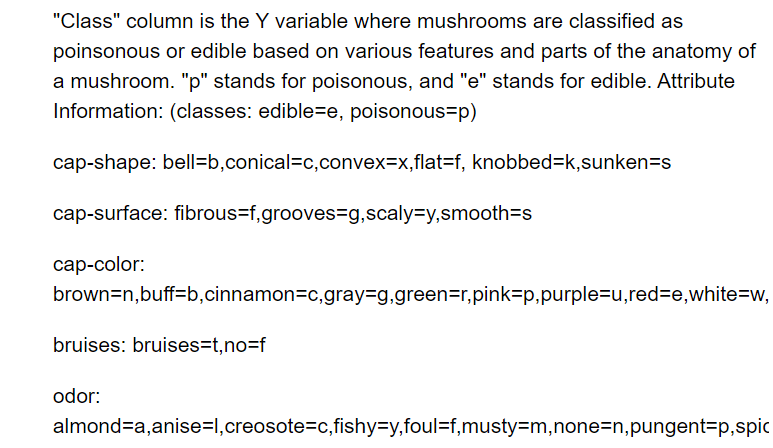 "Class" column is the Y variable where mushrooms are classified as
poinsonous or edible based on various features and parts of the anatomy of
a mushroom. "p" stands for poisonous, and "e" stands for edible. Attribute
Information: (classes: edible=e, poisonous=p)
cap-shape: bell=b,conical=c,convex=x,flat=f, knobbed=k,sunken=s
cap-surface: fibrous=f,grooves=g,scaly=y,smooth=s
cap-color:
brown=n,buff=b,cinnamon=c,gray=g,green=r,pink=p,purple=u,red=e,white=w,
bruises: bruises=t,no=f
odor:
almond=a,anise=l,creosote=c,fishy=y,foul=f,musty=m,none=n,pungent=p,